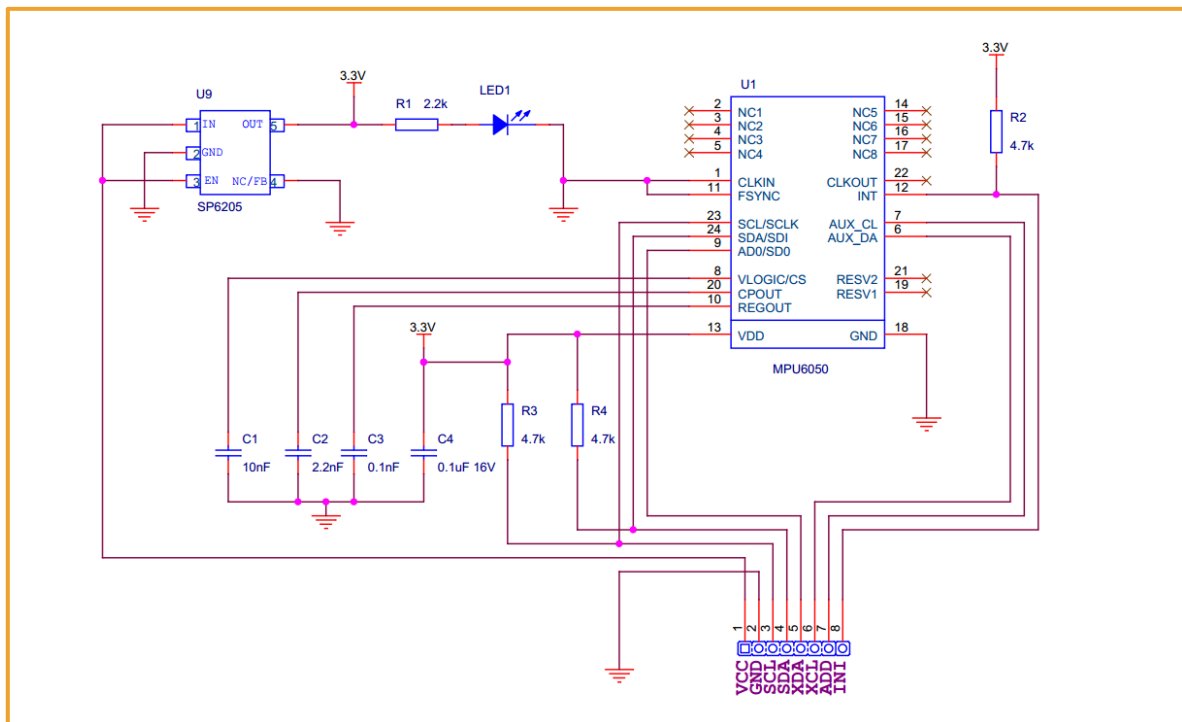 3.3V
U9
1 IN OUT 5
2 GND
3 EN NC/FB 4
SP6205
R1 2.2k
LED1
3.3V
R2
4.7k
U1
2 NC1 NC5 14
3 NC2 NC6 15
4 NC3 NC7 16
5 NC4 NC8 17
1 CLKIN CLKOUT 22
11 FSYNC INT 12
23 SCL/SCLK AUX_CL 7
24 SDA/SDI AUX_DA 6
9 AD0/SD0
8 VLOGIC/CS RESV2 21
20 CPOUT RESV1 19
10 REGOUT
13 VDD GND 18
MPU6050
3.3V
R3
4.7k
R4
4.7k
C1
10nF
C2
2.2nF
C3
0.1nF
C4
0.1uF 16V
1 2 3 4 5 6 7 8
VCC
GND
SCL
SDA
XDA
XCL
ADD
INI